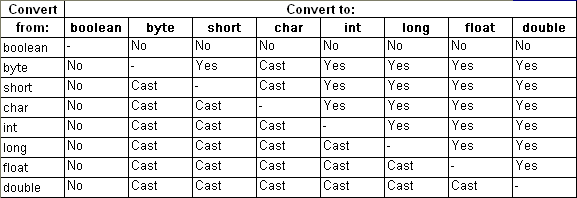 Convert from: Convert to:
boolean byte short char int long float double
boolean - No No No No No No No
byte No - Yes Cast Yes Yes Yes Yes
short No Cast - Cast Yes Yes Yes Yes
char No Cast Cast - Yes Yes Yes Yes
int No Cast Cast Cast - Yes Yes Yes
long No Cast Cast Cast Cast - Yes Yes
float No Cast Cast Cast Cast Cast - Yes
double No Cast Cast Cast Cast Cast Cast -